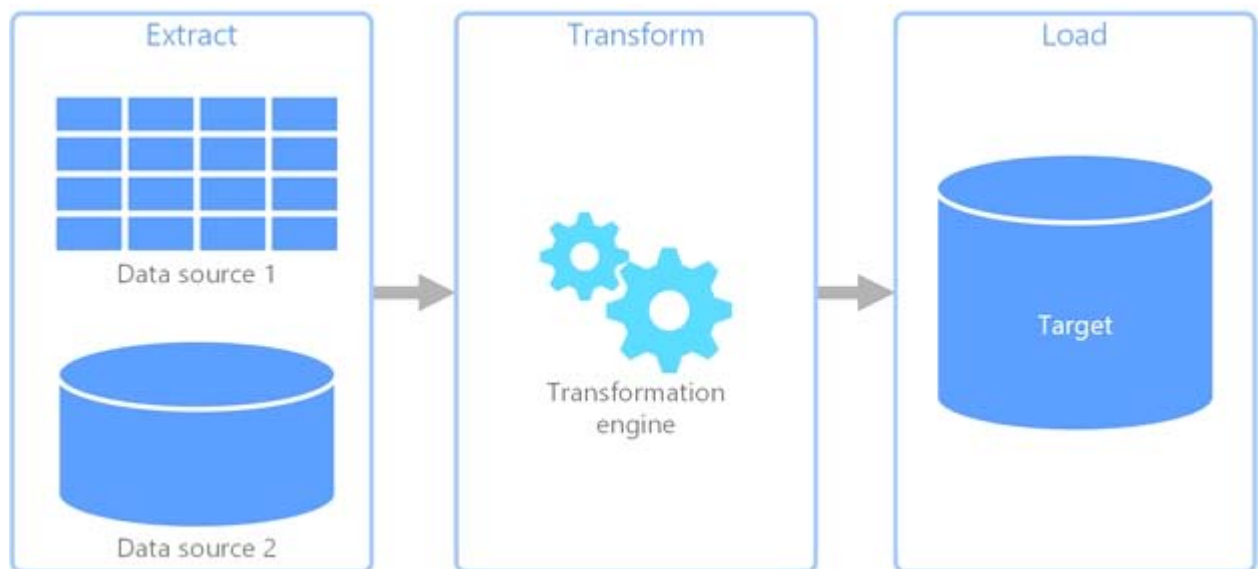 Extract
Data source 1
Data source 2
Transform
Transformation
engine
Load
Target